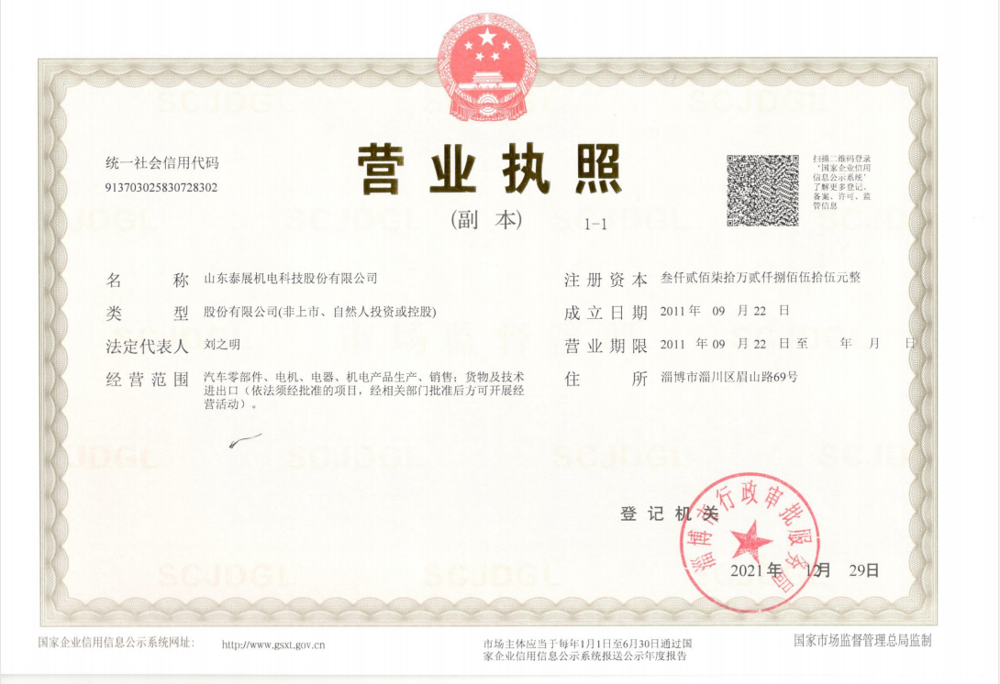 统一社会信用代码
913703025830728302
营业执照
(副 本)
1-1
扫描二维码登录
‘国家企业信用
信息公示系统’
了解更多登记、
备案、许可、监
管信息
名 称 山东泰展机电科技股份有限公司
类 型 股份有限公司(非上市、自然人投资或控股)
法定代表人 刘之明
经营范围 汽车零部件、电机、电器、机电产品生产、销售;货物及技术
进出口(依法须经批准的项目,经相关部门批准后方可开展经
营活动)。
注册资本 叁仟贰佰柒拾万贰仟捌佰伍拾伍元整
成立日期 2011年 09 月 22 日
营业期限 2011 年 09 月 22 日 至 年 月 日
住 所 淄博市淄川区眉山路69号
登记机关
淄博市行政审批服务局
2021年 12月 29日
国家企业信用信息公示系统网址: http://www.gsxt.gov.cn
市场主体应当于每年1月1日至6月30日通过国
家企业信用信息公示系统报送公示年度报告
国家市场监督管理总局监制
SCJDGL